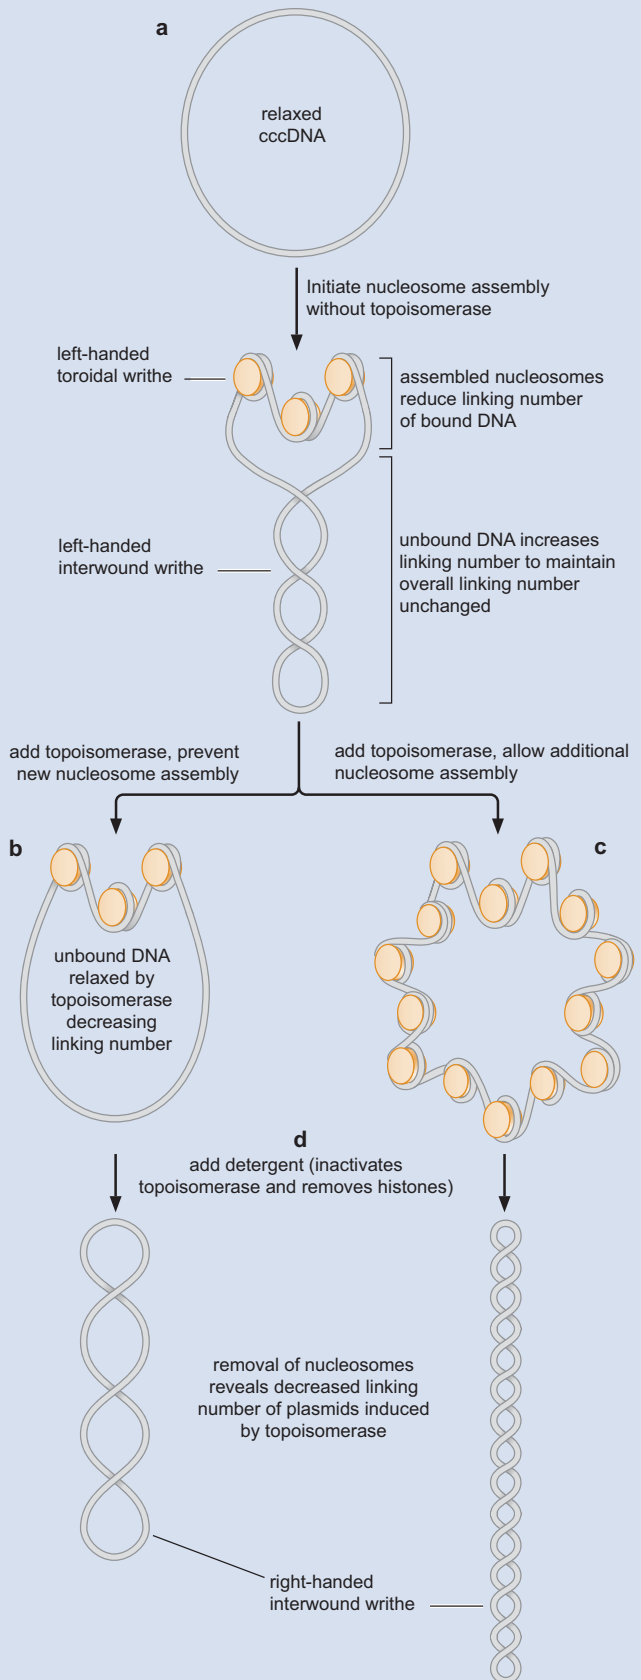 a
relaxed
cccDNA
Initiate nucleosome assembly
without topoisomerase
left-handed
toroidal writhe
assembled nucleosomes
reduce linking number
of bound DNA
left-handed
interwound writhe
unbound DNA increases
linking number to maintain
overall linking number
unchanged
add topoisomerase, prevent
new nucleosome assembly
add topoisomerase, allow additional
nucleosome assembly
b
unbound DNA
relaxed by
topoisomerase
decreasing
linking number
c
d
add detergent (inactivates
topoisomerase and removes histones)
removal of nucleosomes
reveals decreased linking
number of plasmids induced
by topoisomerase
right-handed
interwound writhe